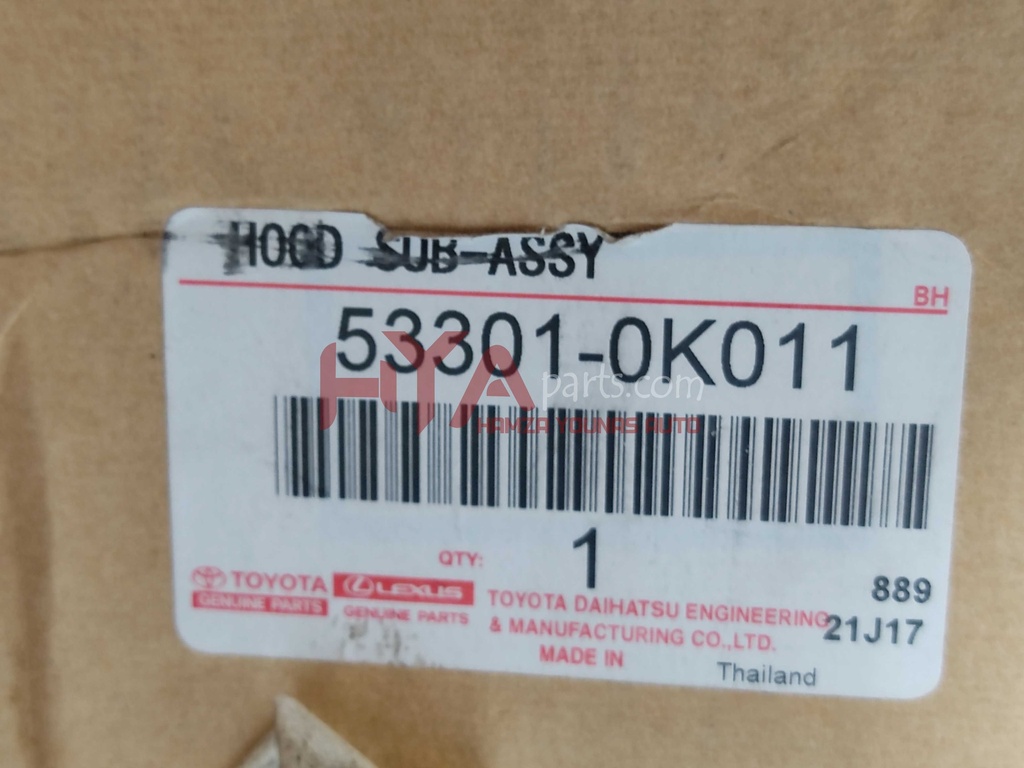 HOOD SUB-ASSY
BH
53301-0K011
HYA parts.com
HAMZA YOUNAS AUTO
QTY: 1
889
TOYOTA
GENUINE PARTS
LEXUS
GENUINE PARTS
TOYOTA DAIHATSU ENGINEERING
& MANUFACTURING CO.,LTD.
21J17
MADE IN
Thailand